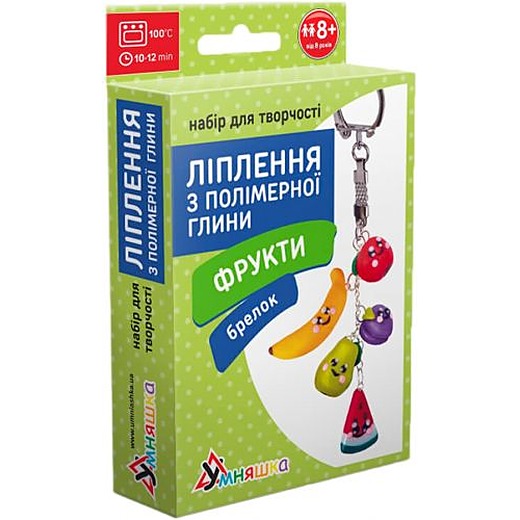 100°C
10-12 min
8+
від 8 років
набір для творчості
ЛІПЛЕННЯ
З ПОЛІМЕРНОЇ
ГЛИНИ
ФРУКТИ
брелок
УМНЯШКА
ЛІПЛЕННЯ
З ПОЛІМЕРНОЇ ГЛИНИ
набір для
творчості
www.umniashka.ua
УМНЯШКА